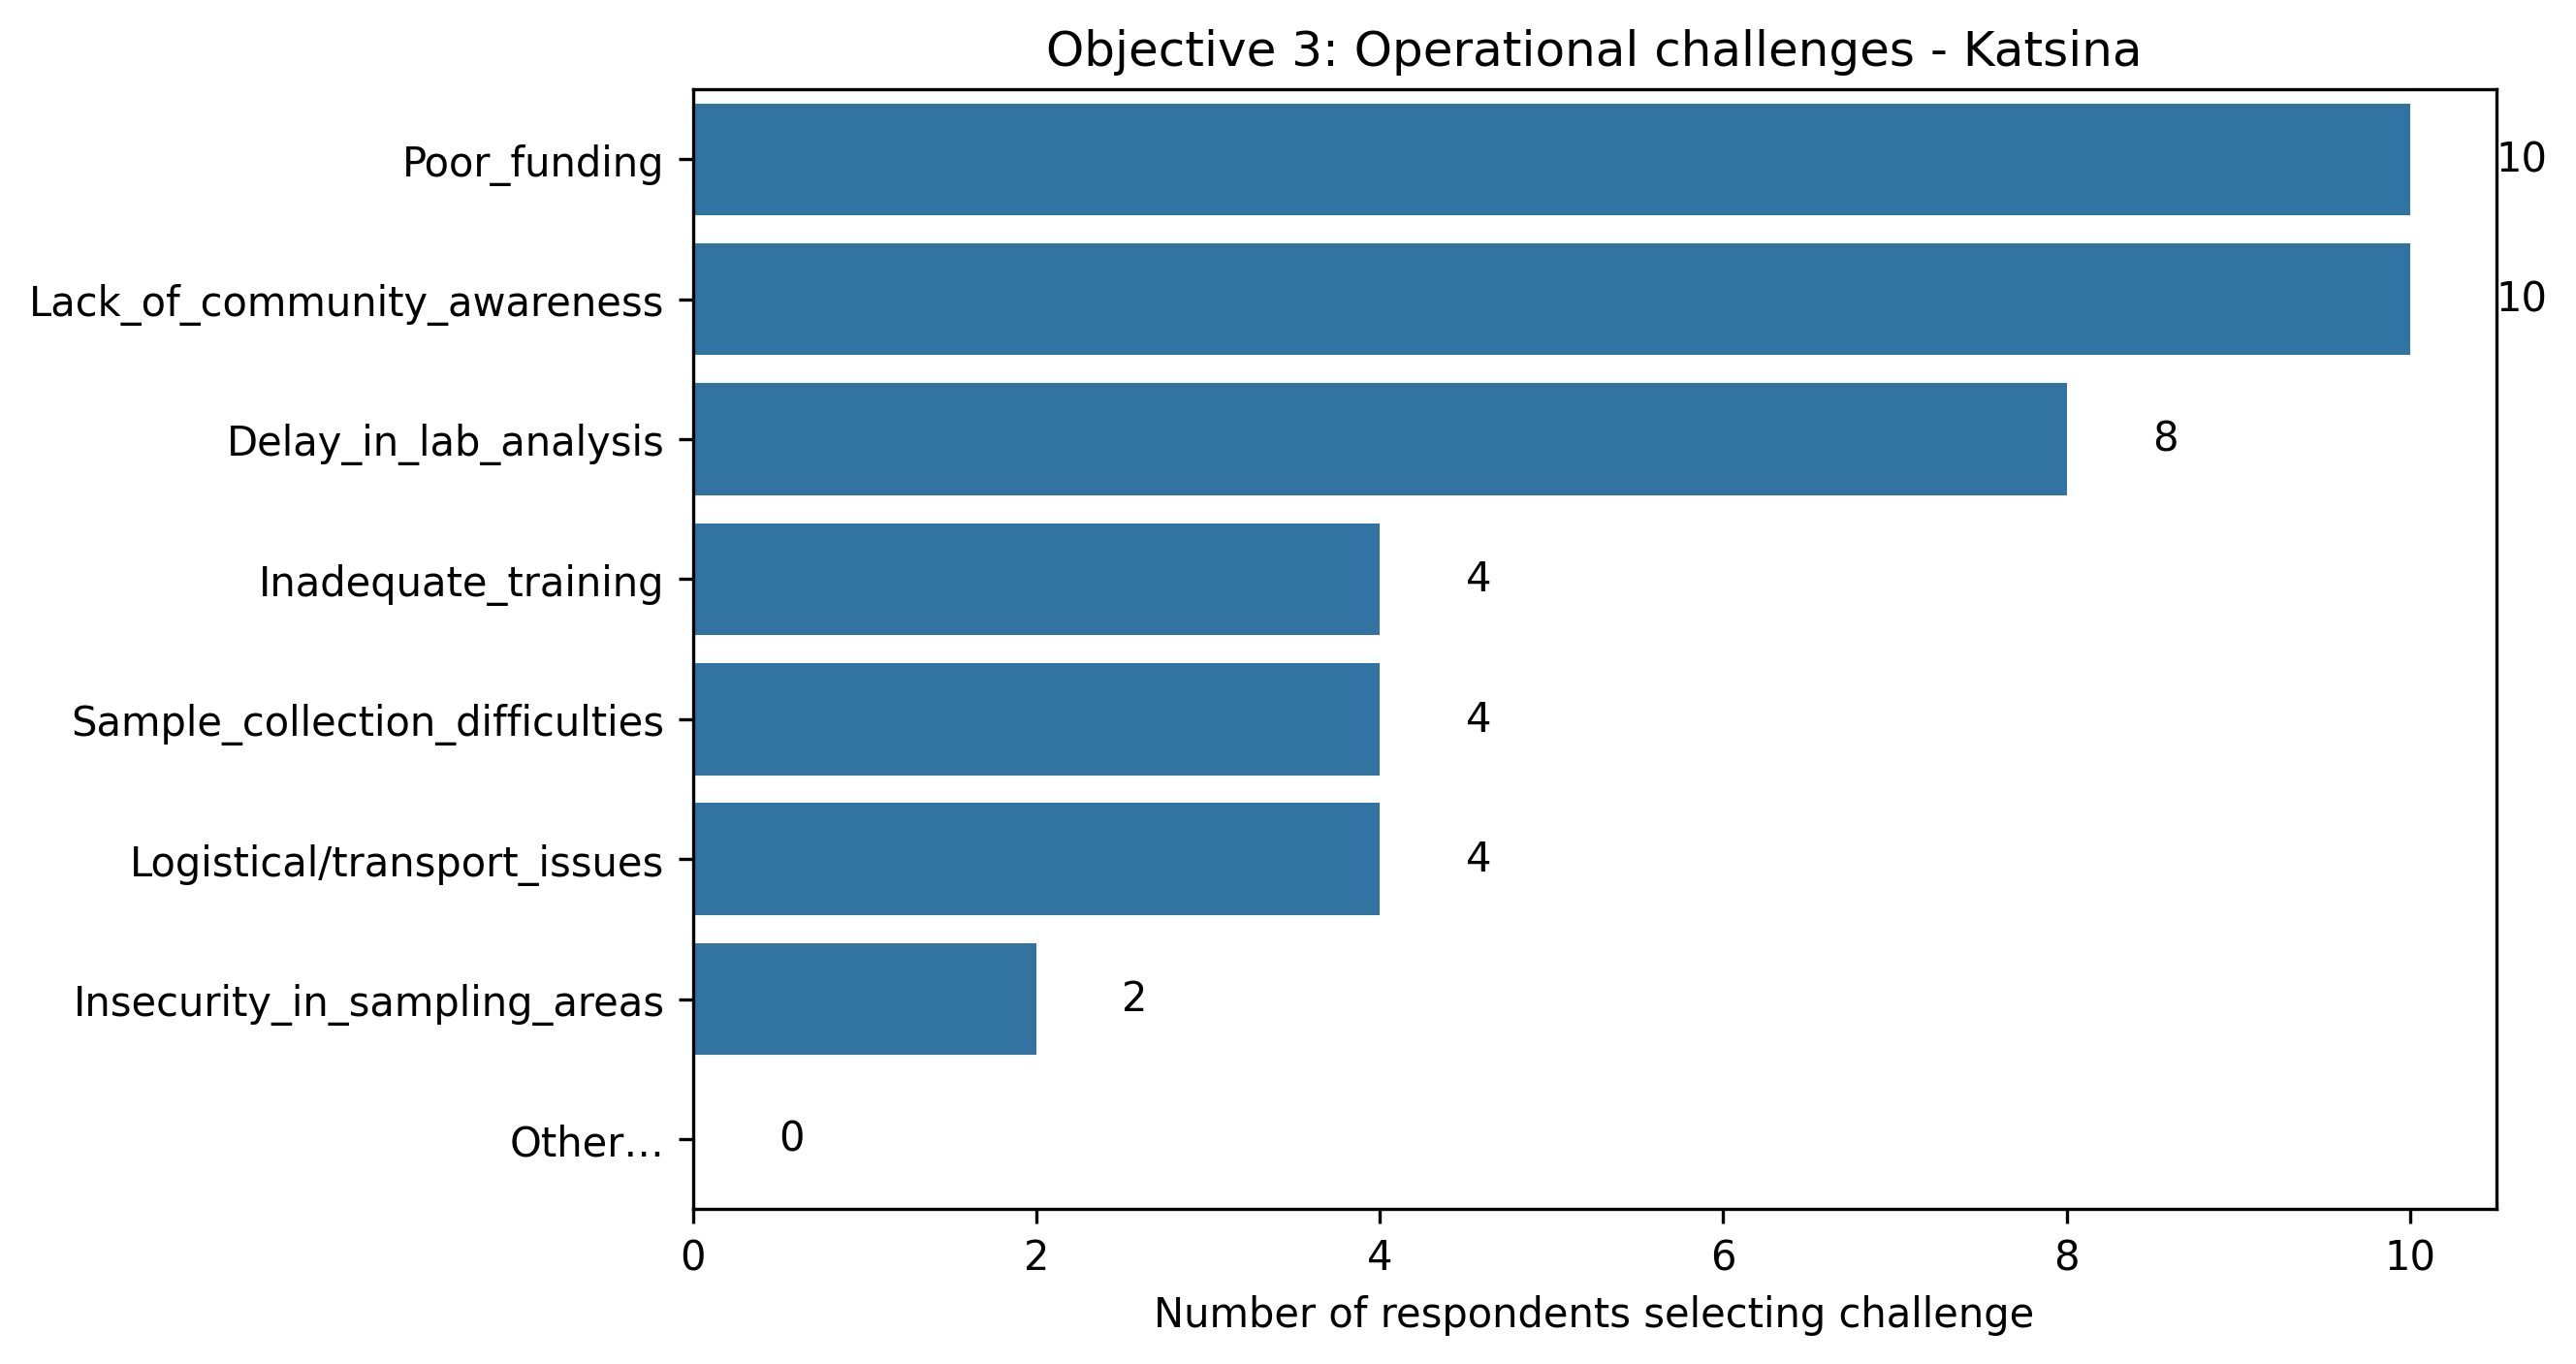 Objective 3: Operational challenges - Katsina
Poor_funding 10
Lack_of_community_awareness 10
Delay_in_lab_analysis 8
Inadequate_training 4
Sample_collection_difficulties 4
Logistical/transport_issues 4
Insecurity_in_sampling_areas 2
Other... 0
0 2 4 6 8 10
Number of respondents selecting challenge